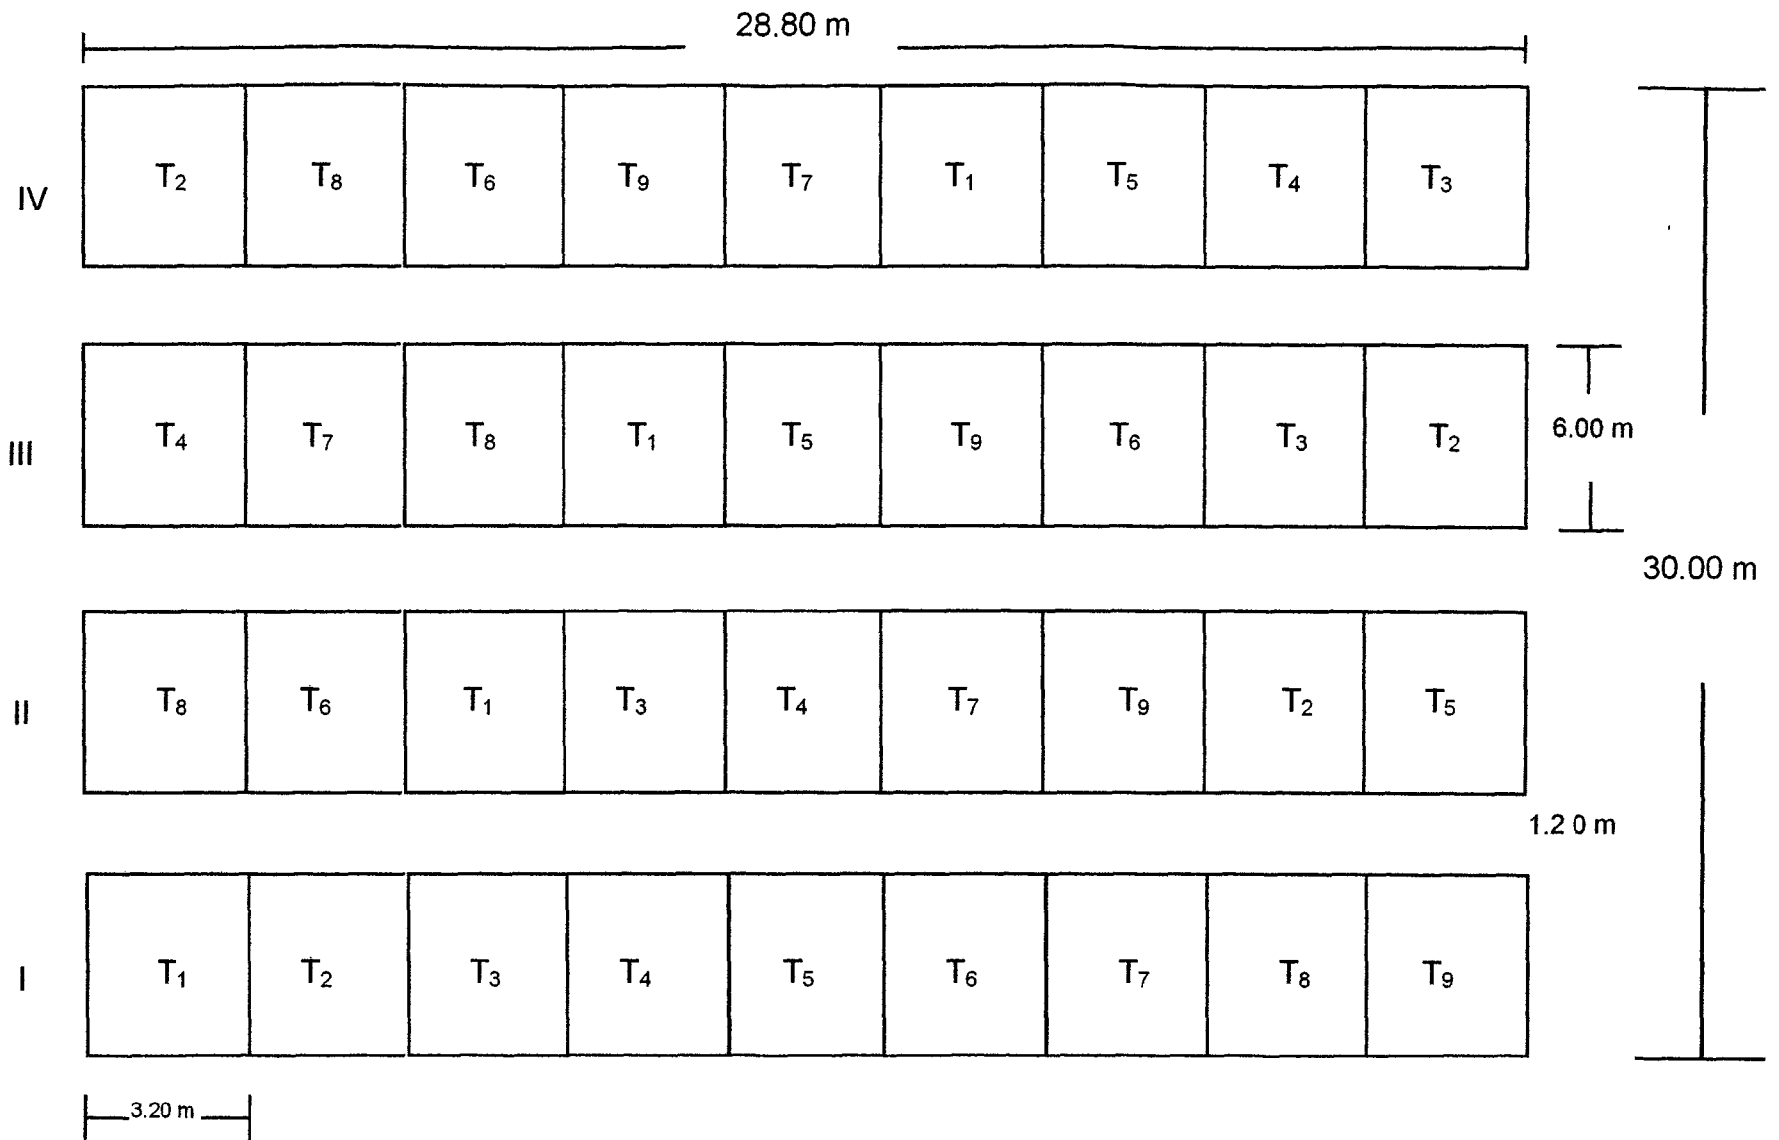 28.80 m
IV T₂ T₈ T₆ T₉ T₇ T₁ T₅ T₄ T₃
III T₄ T₇ T₈ T₁ T₅ T₉ T₆ T₃ T₂ 6.00 m
30.00 m
II T₈ T₆ T₁ T₃ T₄ T₇ T₉ T₂ T₅
1.2 0 m
I T₁ T₂ T₃ T₄ T₅ T₆ T₇ T₈ T₉
3.20 m